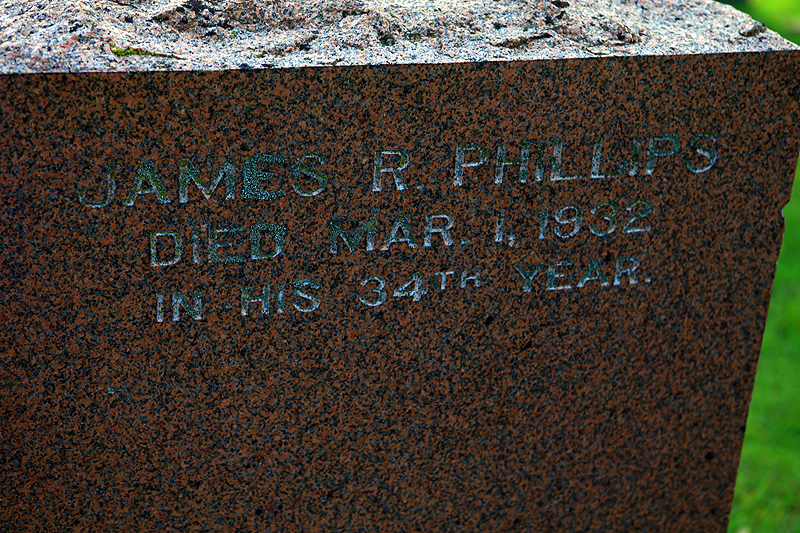 JAMES R. PHILLIPS
DIED MAR. 1, 1932
IN HIS 34TH YEAR.